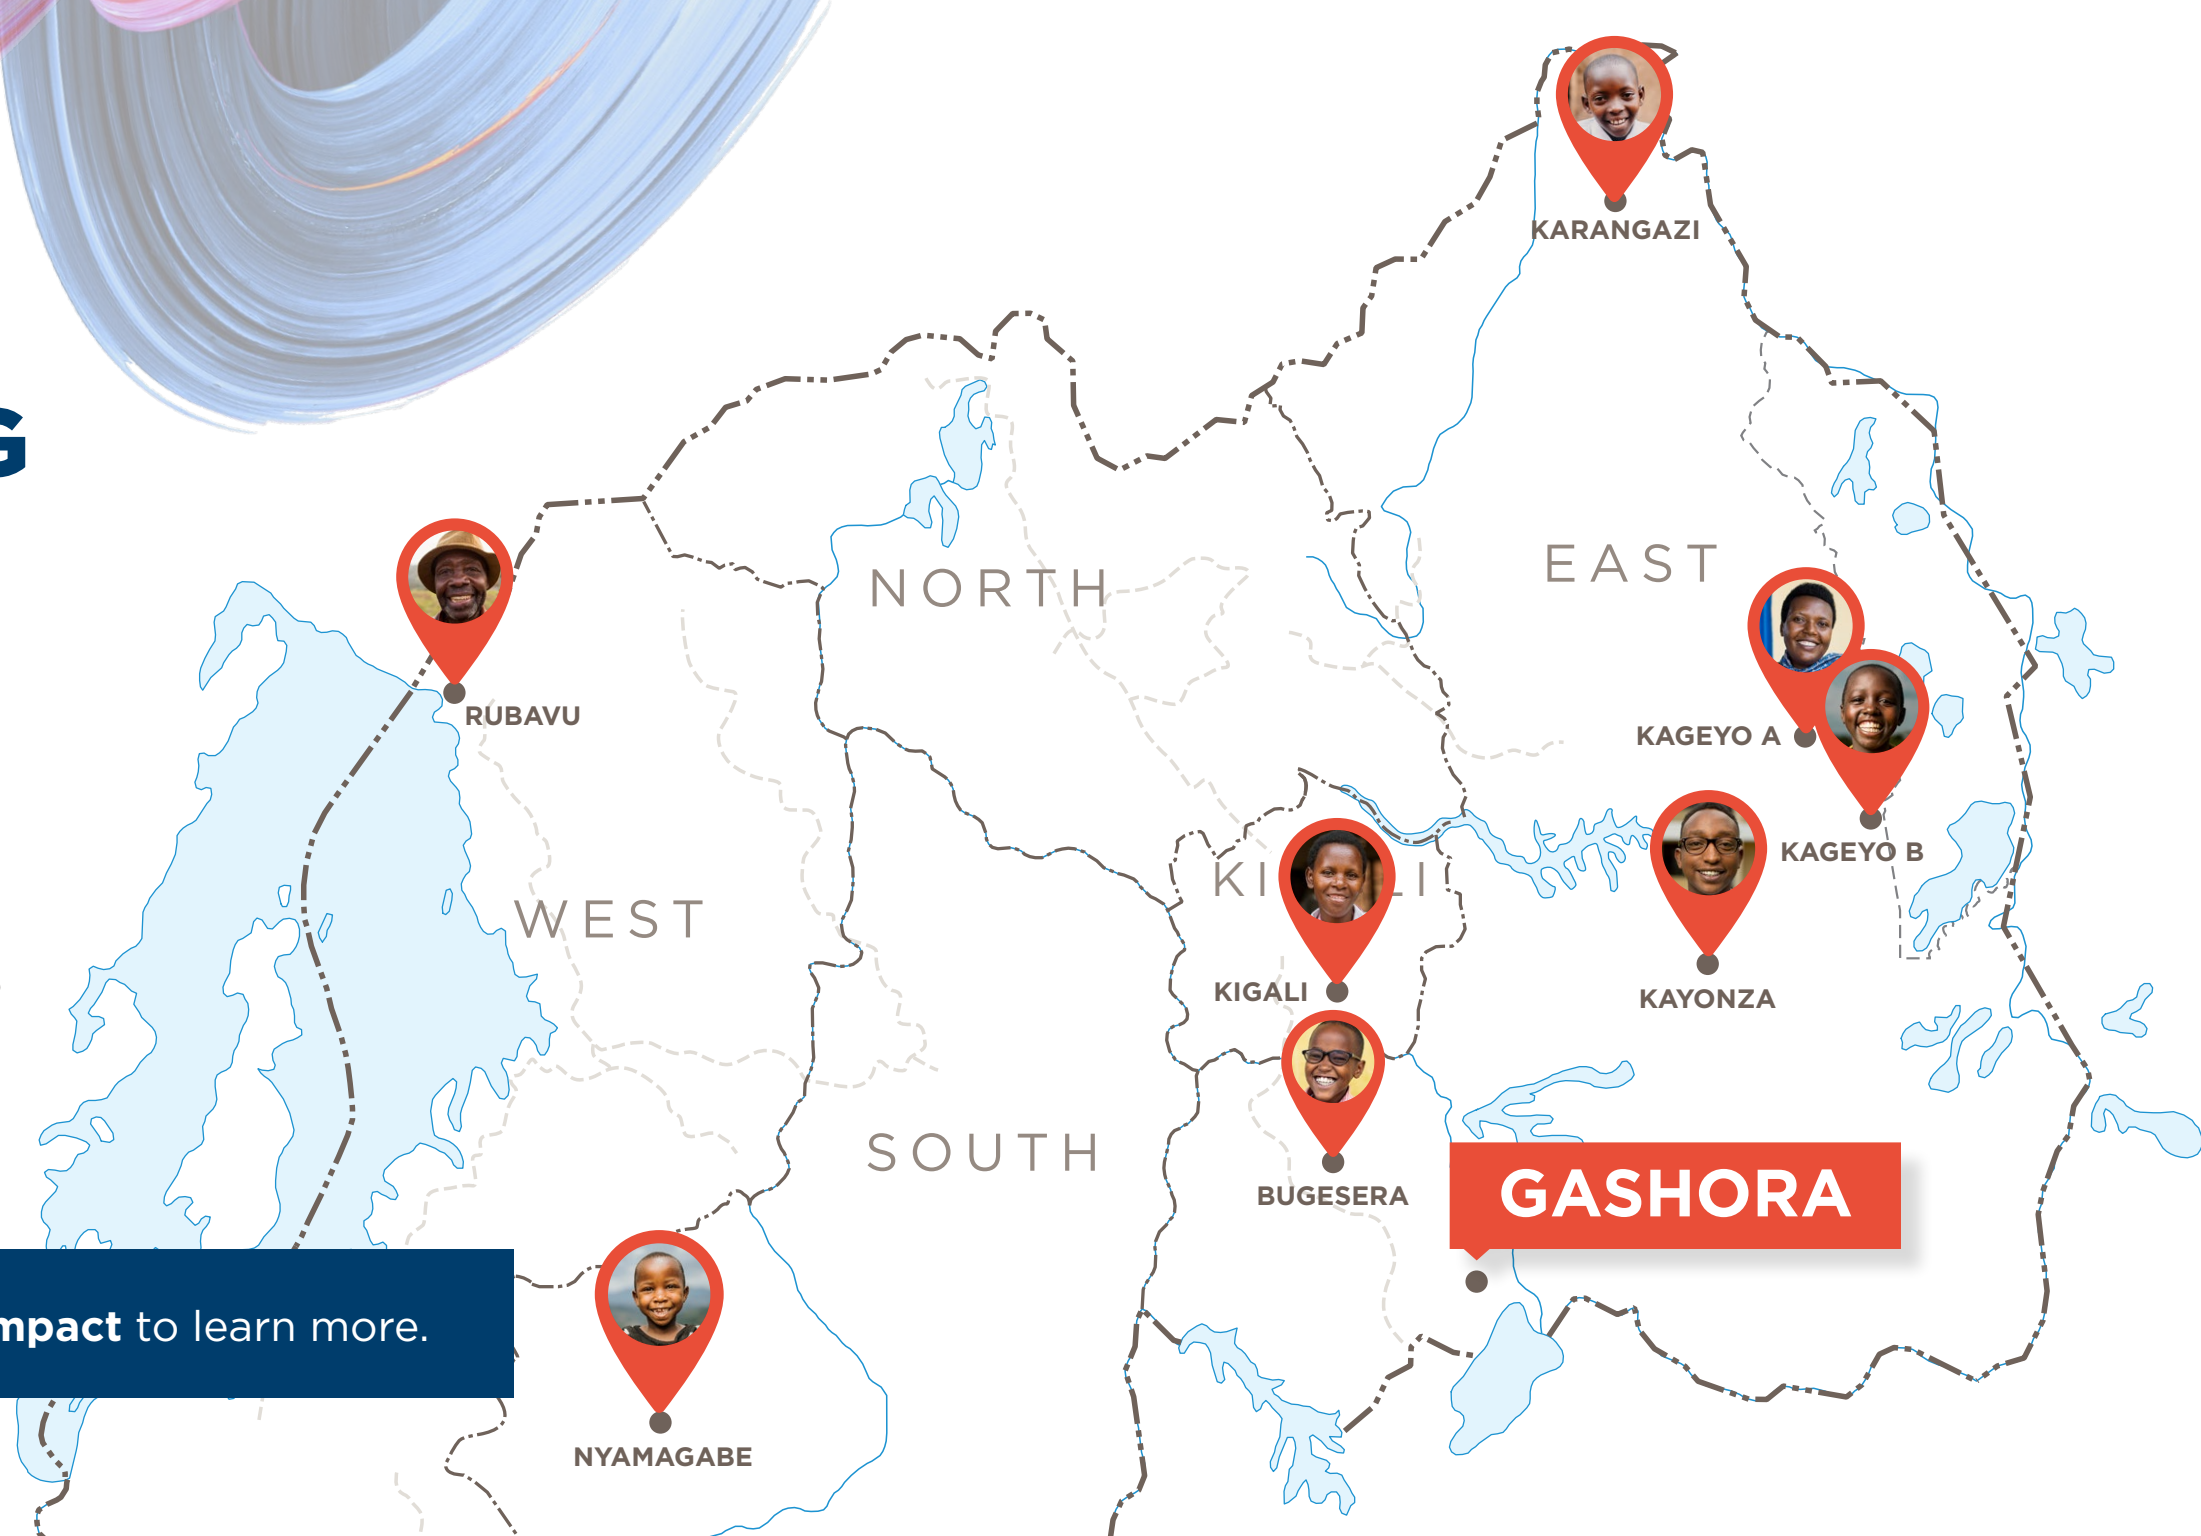 KARANGAZI
G
NORTH
EAST
RUBAVU
KAGEYO A
KAGEYO B
WEST
KIGALI
KAYONZA
SOUTH
BUGESERA
GASHORA
mpact to learn more.
NYAMAGABE